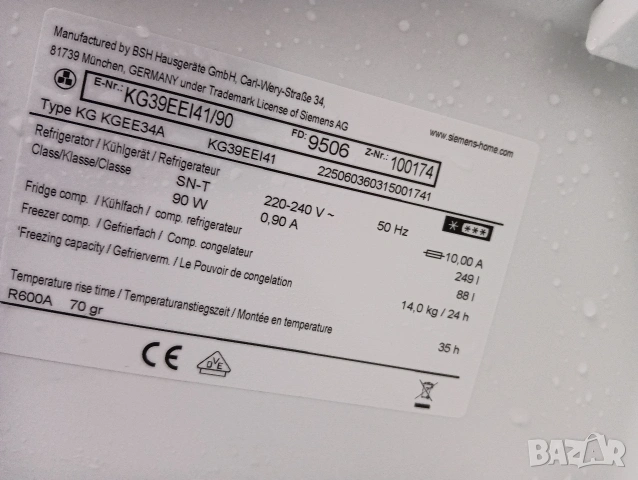 Manufactured by BSH Hausgeräte GmbH, Carl-Wery-Straße 34,
81739 München, GERMANY under Trademark License of Siemens AG
E-Nr.: KG39EEI41/90 FD: 9506 Z-Nr.: 100174
www.siemens-home.com
Type KG KGEE34A KG39EEI41 225060360315001741
Refrigerator / Kühlgerät / Refrigerateur
Class/Klasse/Classe SN-T 220-240 V ~ 50 Hz 10,00 A
90 W 0,90 A
Fridge comp. / Kühlfach / comp. refrigerateur 249 l
Freezer comp. / Gefrierfach / Comp. congelateur 88 l
'Freezing capacity / Gefrierverm. / Le Pouvoir de congelation 14,0 kg / 24 h
Temperature rise time / Temperaturanstiegszeit / Montée en temperature 35 h
R600A 70 gr
CE
OVE
BAZAR